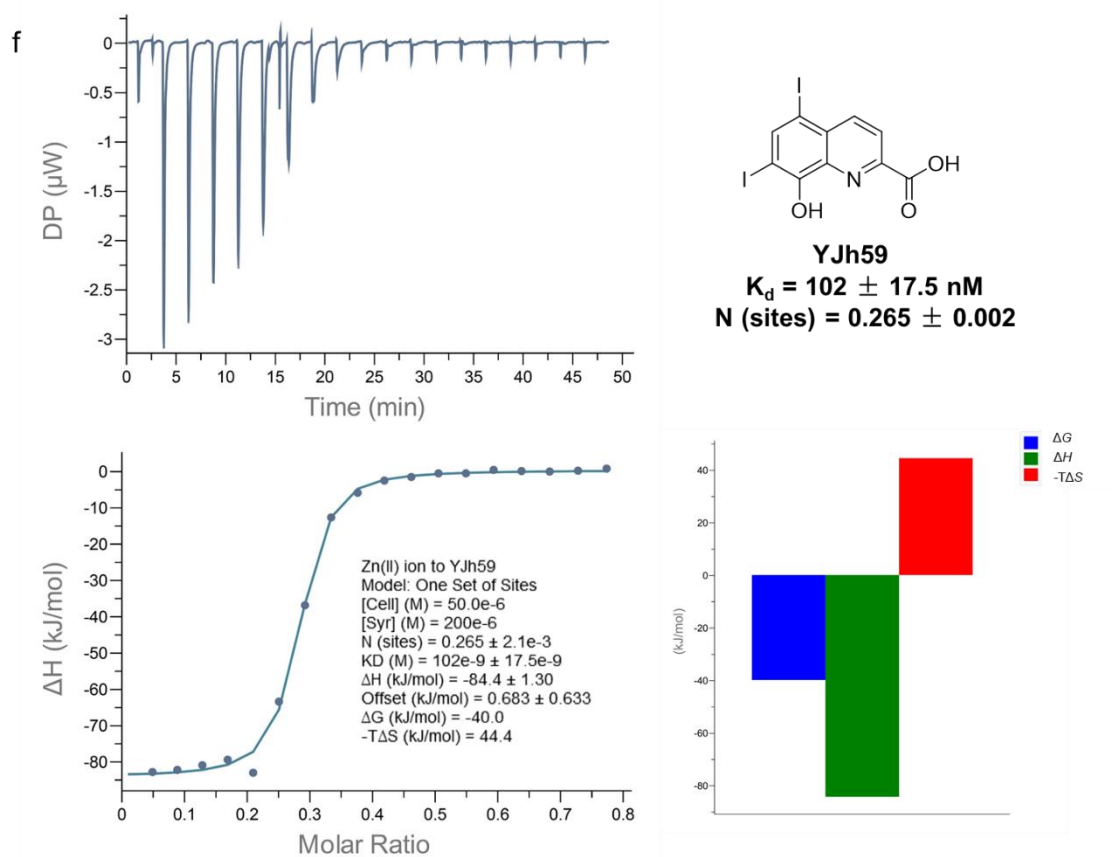 f
0
-0.5
-1
-1.5
-2
-2.5
-3
DP (µW)
0 5 10 15 20 25 30 35 40 45 50
Time (min)
I
I
N
OH
OH
O
YJh59
Kd = 102 ± 17.5 nM
N (sites) = 0.265 ± 0.002
0
-10
-20
-30
-40
-50
-60
-70
-80
ΔH (kJ/mol)
Zn(II) ion to YJh59
Model: One Set of Sites
[Cell] (M) = 50.0e-6
[Syr] (M) = 200e-6
N (sites) = 0.265 ± 2.1e-3
KD (M) = 102e-9 ± 17.5e-9
ΔH (kJ/mol) = -84.4 ± 1.30
Offset (kJ/mol) = 0.683 ± 0.633
ΔG (kJ/mol) = -40.0
-TΔS (kJ/mol) = 44.4
0 0.1 0.2 0.3 0.4 0.5 0.6 0.7 0.8
Molar Ratio
ΔG
ΔH
-TΔS
40
20
0
-20
-40
-60
-80
(kJ/mol)